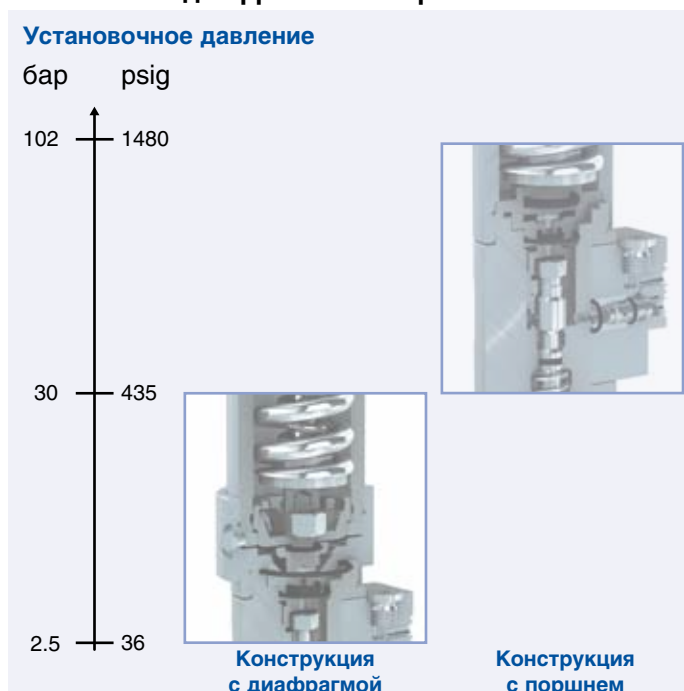 Установочное давление
бар psig
102 1480
30 435
2.5 36
Конструкция
с диафрагмой
Конструкция
с поршнем